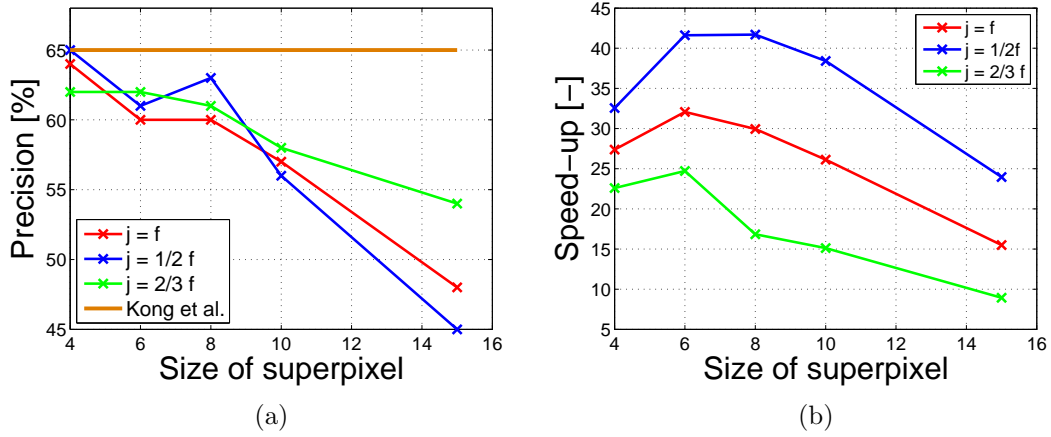 Precision [%]
65
60
55
50
45
j = f
j = 1/2 f
j = 2/3 f
Kong et al.
4 6 8 10 12 14 16
Size of superpixel
(a)
Speed-up [-]
45
40
35
30
25
20
15
10
5
j = f
j = 1/2f
j = 2/3 f
4 6 8 10 12 14 16
Size of superpixel
(b)